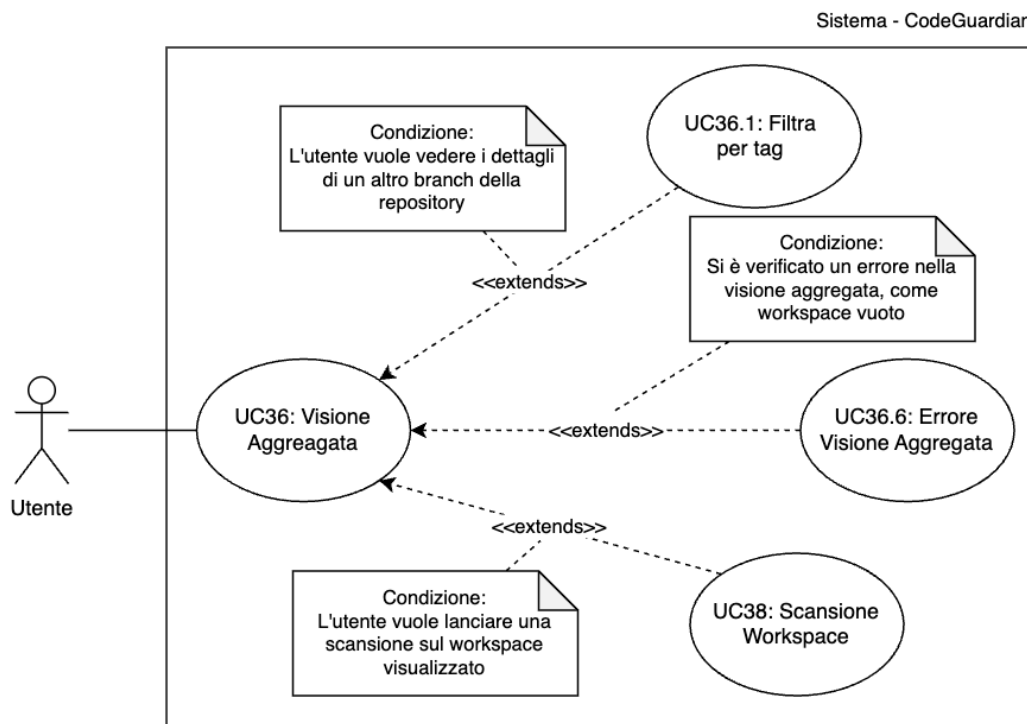 Sistema - CodeGuardian
Condizione:
L'utente vuole vedere i dettagli
di un altro branch della
repository
UC36.1: Filtra
per tag
<<extends>>
Condizione:
Si è verificato un errore nella
visione aggregata, come
workspace vuoto
UC36: Visione
Aggreagata
<<extends>>
UC36.6: Errore
Visione Aggregata
Utente
<<extends>>
Condizione:
L'utente vuole lanciare una
scansione sul workspace
visualizzato
UC38: Scansione
Workspace